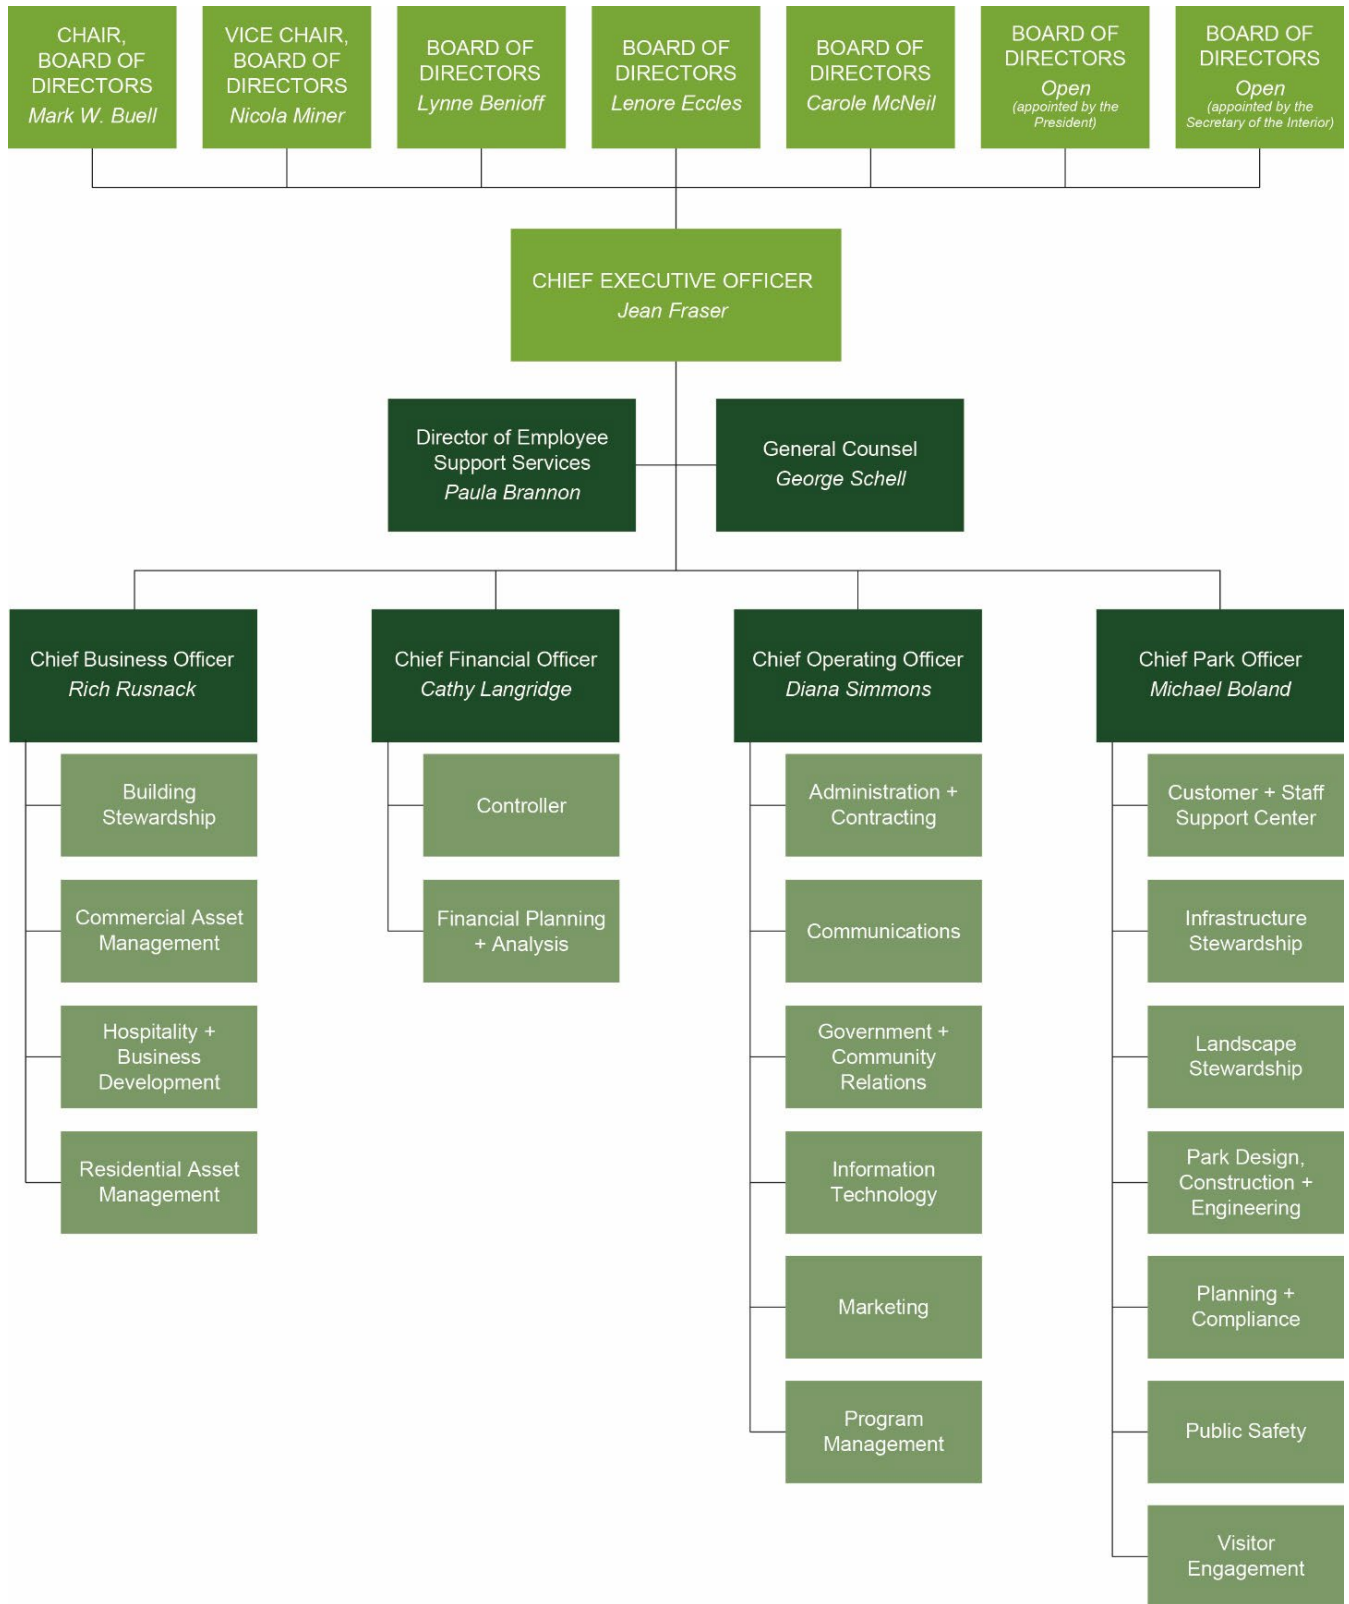 CHAIR,
BOARD OF
DIRECTORS
Mark W. Buell
VICE CHAIR,
BOARD OF
DIRECTORS
Nicola Miner
BOARD OF
DIRECTORS
Lynne Benioff
BOARD OF
DIRECTORS
Lenore Eccles
BOARD OF
DIRECTORS
Carole McNeil
BOARD OF
DIRECTORS
Open
(appointed by the
President)
BOARD OF
DIRECTORS
Open
(appointed by the
Secretary of the Interior)
CHIEF EXECUTIVE OFFICER
Jean Fraser
Director of Employee
Support Services
Paula Brannon
General Counsel
George Schell
Chief Business Officer
Rich Rusnack
Building
Stewardship
Commercial Asset
Management
Hospitality +
Business
Development
Residential Asset
Management
Chief Financial Officer
Cathy Langridge
Controller
Financial Planning
+ Analysis
Chief Operating Officer
Diana Simmons
Administration +
Contracting
Communications
Government +
Community
Relations
Information
Technology
Marketing
Program
Management
Chief Park Officer
Michael Boland
Customer + Staff
Support Center
Infrastructure
Stewardship
Landscape
Stewardship
Park Design,
Construction +
Engineering
Planning +
Compliance
Public Safety
Visitor
Engagement